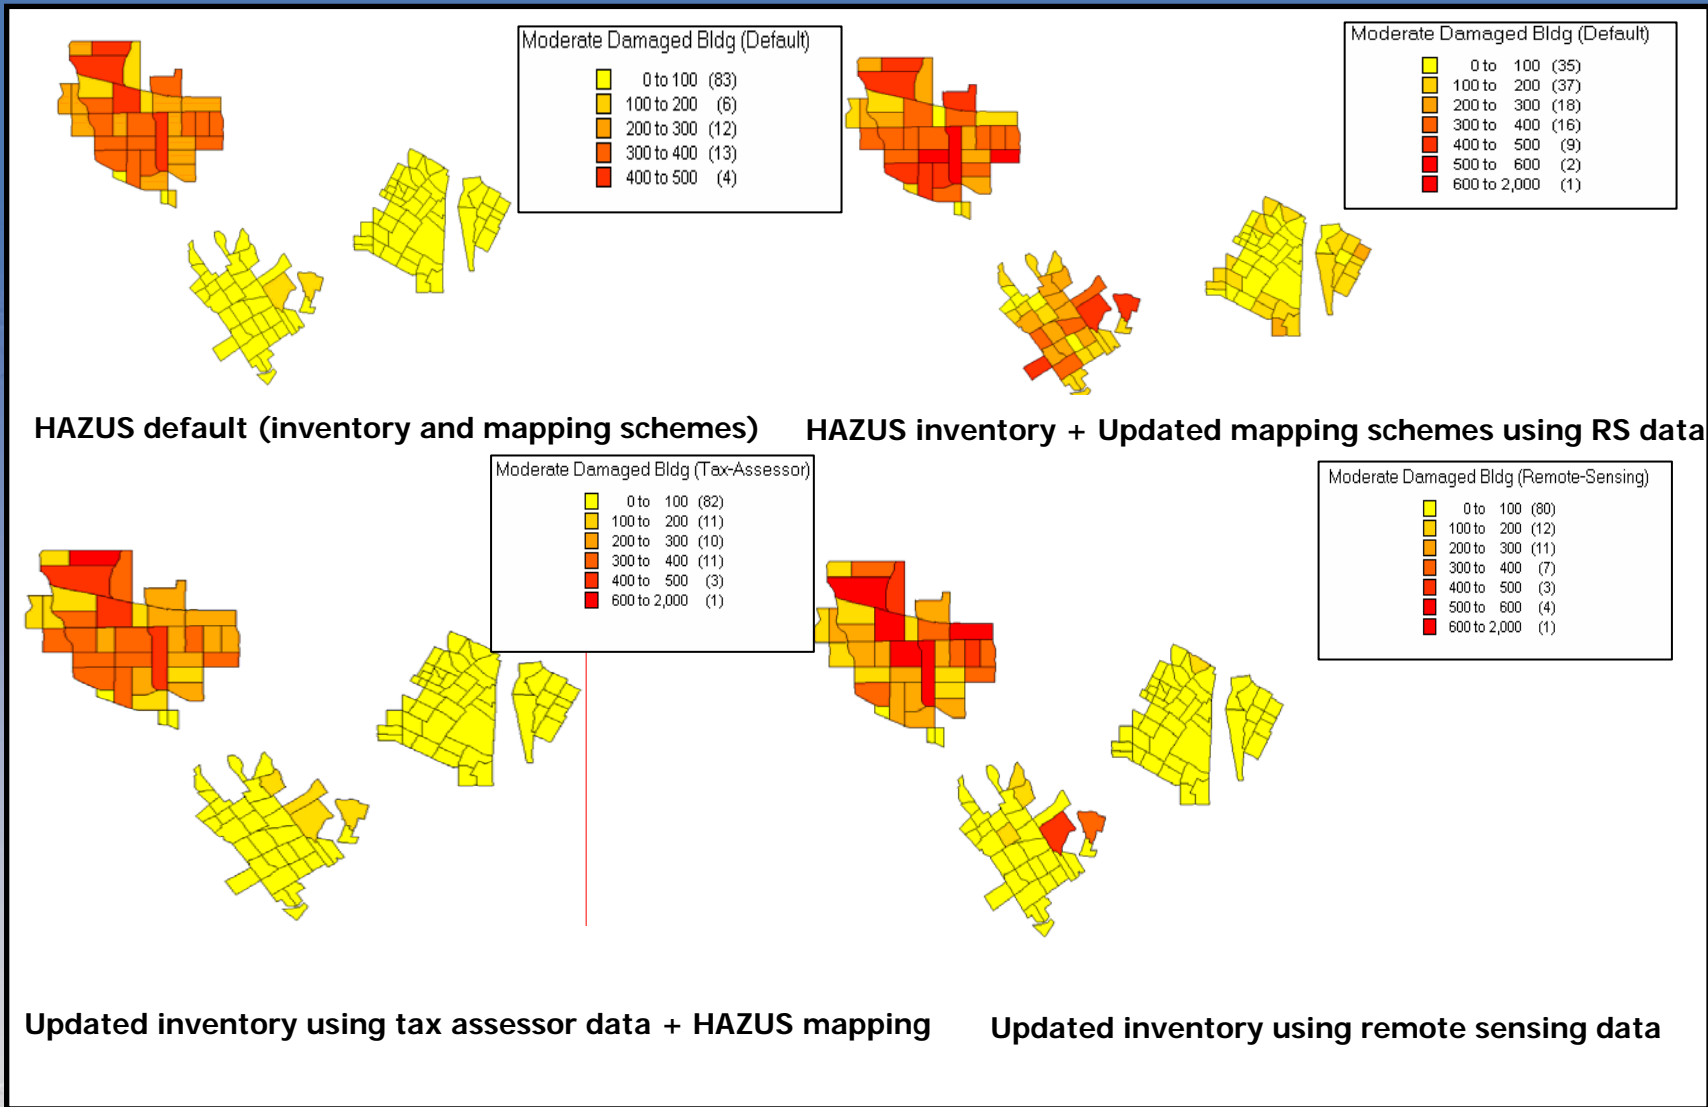 Moderate Damaged Bldg (Default)
0 to 100 (83)
100 to 200 (6)
200 to 300 (12)
300 to 400 (13)
400 to 500 (4)
HAZUS default (inventory and mapping schemes)
Moderate Damaged Bldg (Default)
0 to 100 (35)
100 to 200 (37)
200 to 300 (18)
300 to 400 (16)
400 to 500 (9)
500 to 600 (2)
600 to 2,000 (1)
HAZUS inventory + Updated mapping schemes using RS data
Moderate Damaged Bldg (Tax-Assessor)
0 to 100 (82)
100 to 200 (11)
200 to 300 (10)
300 to 400 (11)
400 to 500 (3)
600 to 2,000 (1)
Updated inventory using tax assessor data + HAZUS mapping
Moderate Damaged Bldg (Remote-Sensing)
0 to 100 (80)
100 to 200 (12)
200 to 300 (11)
300 to 400 (7)
400 to 500 (3)
500 to 600 (4)
600 to 2,000 (1)
Updated inventory using remote sensing data